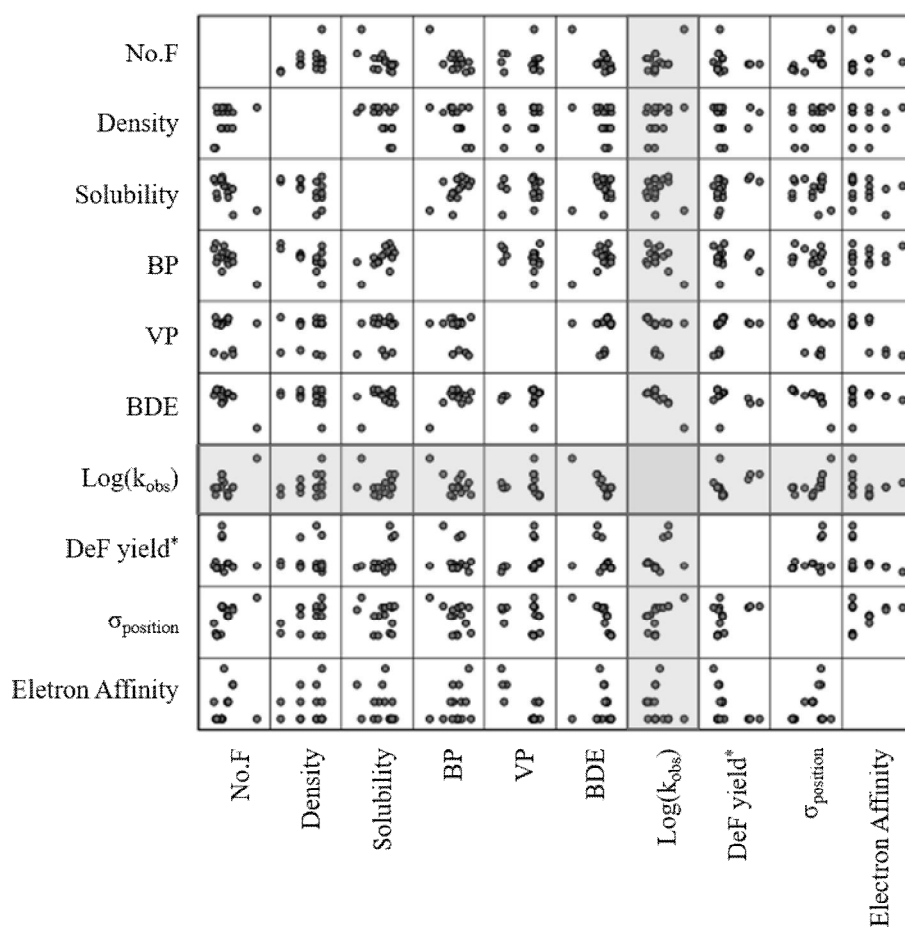 No.F
Density
Solubility
BP
VP
BDE
Log(kobs)
DeF yield*
σposition
Eletron Affinity
No.F
Density
Solubility
BP
VP
BDE
Log(kobs)
DeF yield*
σposition
Electron Affinity